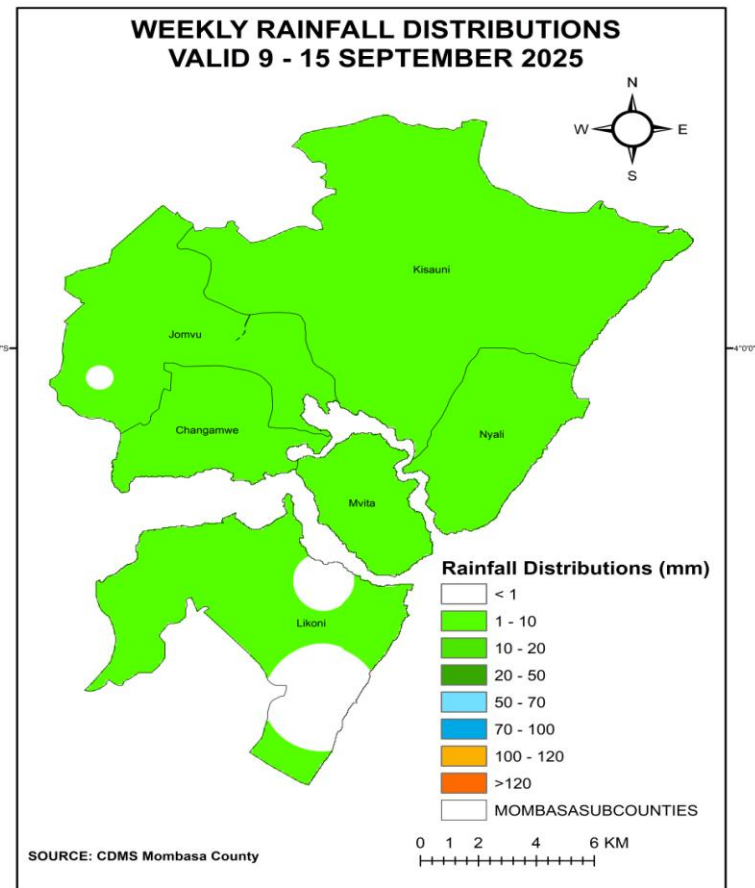 WEEKLY RAINFALL DISTRIBUTIONS
VALID 9 - 15 SEPTEMBER 2025
N
W
E
S
Kisauni
Jomvu
"S
4°0'0"
Changamwe
Nyali
Mvita
Likoni
Rainfall Distributions (mm)
< 1
1 - 10
10 - 20
20 - 50
50 - 70
70 - 100
100 - 120
>120
MOMBASASUBCOUNTIES
0 1 2 4 6 KM
SOURCE: CDMS Mombasa County